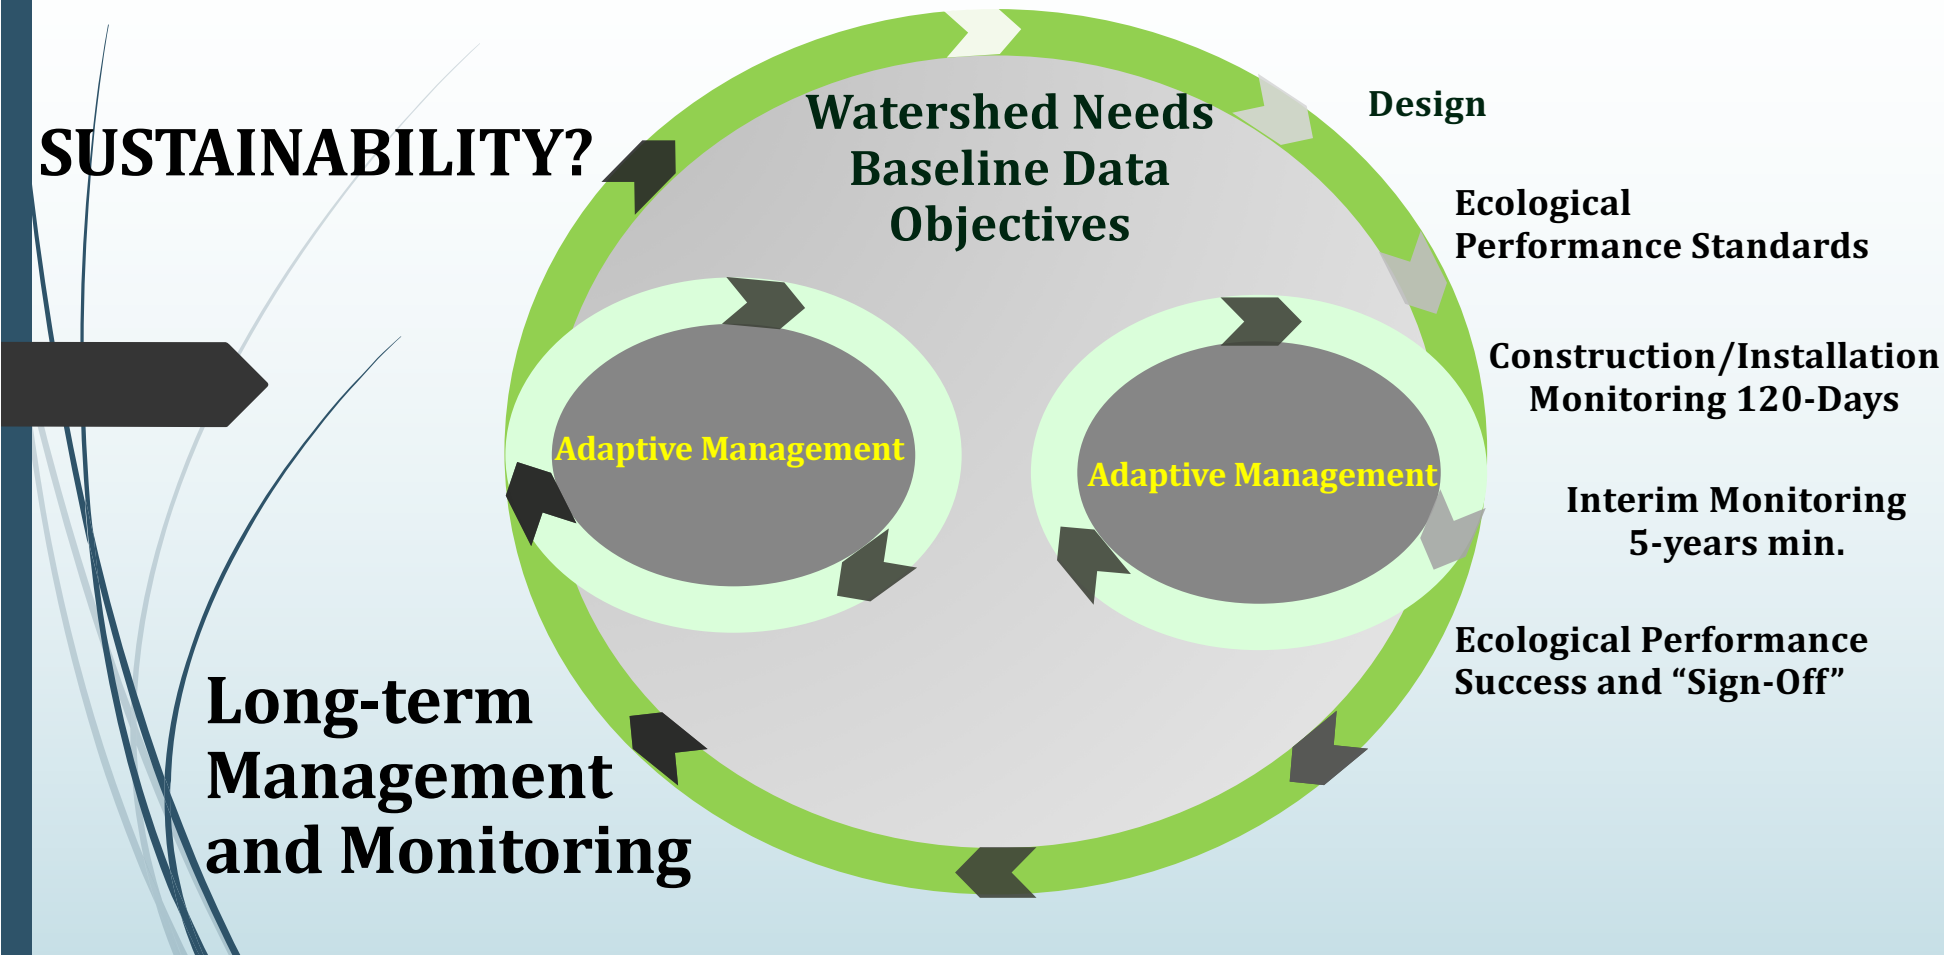 SUSTAINABILITY?
Watershed Needs
Baseline Data
Objectives
Design
Ecological
Performance Standards
Construction/Installation
Monitoring 120-Days
Adaptive Management
Adaptive Management
Interim Monitoring
5-years min.
Ecological Performance
Success and “Sign-Off”
Long-term
Management
and Monitoring